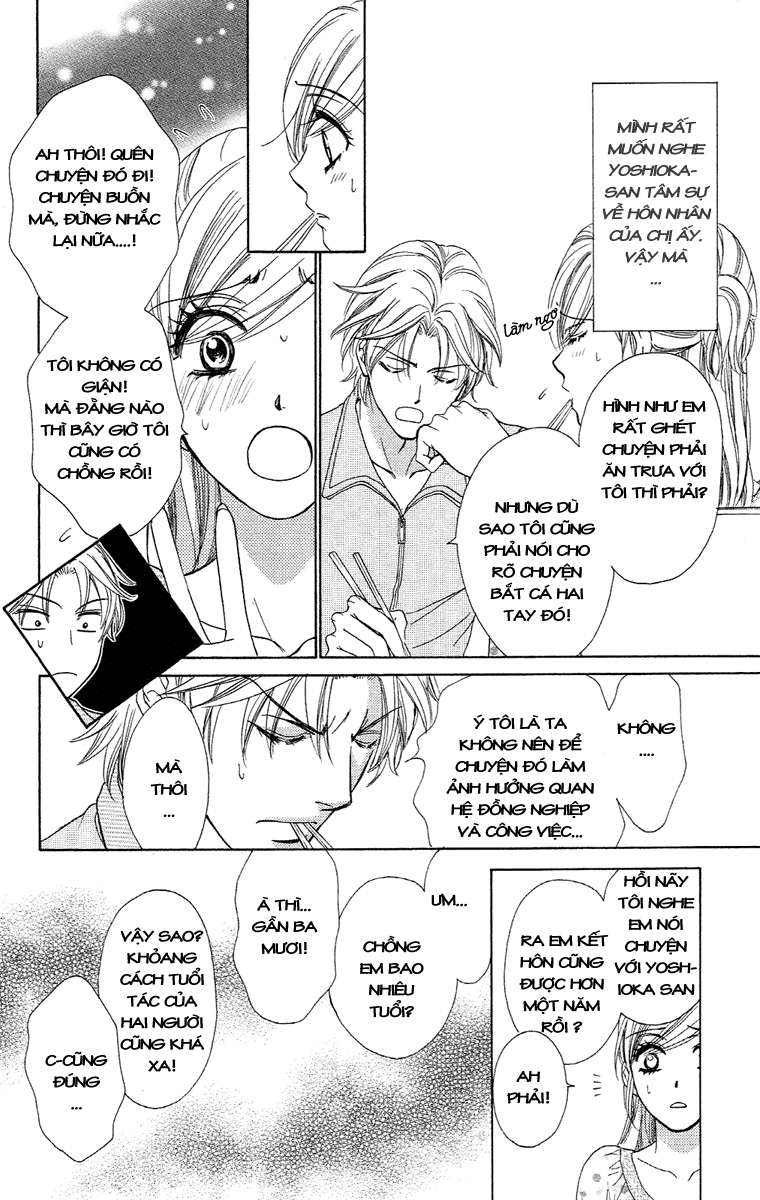 MÌNH RẤT
MUỐN NGHE
YOSHIOKA-
SAN TÂM SỰ
VỀ HÔN NHÂN
CỦA CHỊ ẤY.
VẬY MÀ
...
làm ngơ
HÌNH NHƯ EM
RẤT GHÉT
CHUYỆN PHẢI
ĂN TRƯA VỚI
TÔI THÌ PHẢI?
NHƯNG DÙ
SAO TÔI CŨNG
PHẢI NÓI CHO
RÕ CHUYỆN
BẮT CÁ HAI
TAY ĐÓ!
AH THÔI! QUÊN
CHUYỆN ĐÓ ĐI!
CHUYỆN BUỒN
MÀ, ĐỪNG NHẮC
LẠI NỮA....!
TÔI KHÔNG CÓ
GIẬN!
MÀ ĐẰNG NÀO
THÌ BÂY GIỜ TÔI
CŨNG CÓ
CHỒNG RỒI!
KHÔNG
....
Ý TÔI LÀ TA
KHÔNG NÊN ĐỂ
CHUYỆN ĐÓ LÀM
ẢNH HƯỞNG QUAN
HỆ ĐỒNG NGHIỆP
VÀ CÔNG VIỆC...
MÀ
THÔI
...
HỒI NÃY
TÔI NGHE
EM NÓI
CHUYỆN
VỚI YOSH-
IOKA SAN
RA EM KẾT
HÔN CŨNG
ĐƯỢC HƠN
MỘT NĂM
RỒI ?
AH
PHẢI!
ƯM...
CHỒNG
EM BAO
NHIÊU
TUỔI?
À THÌ...
GẦN BA
MƯƠI!
VẬY SAO?
KHỎANG
CÁCH TUỔI
TÁC CỦA
HAI NGƯỜI
CŨNG KHÁ
XA!
C-CŨNG
ĐÚNG
...